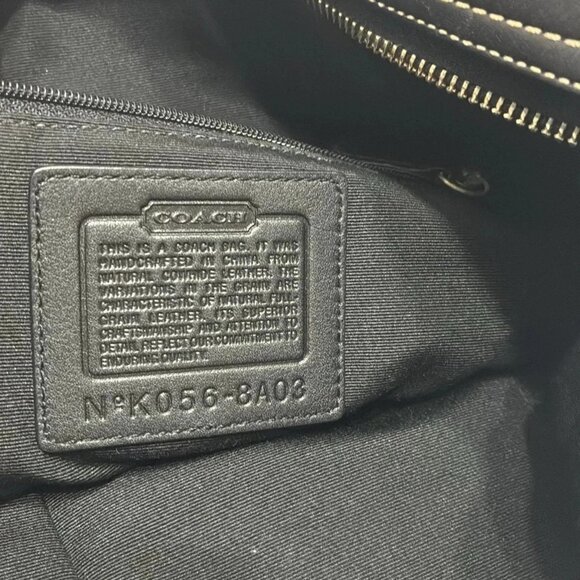 COACH
THIS IS A COACH BAG. IT WAS
HANDCRAFTED IN CHINA FROM
NATURAL COWHIDE LEATHER. THE
VARIATIONS IN THE GRAIN ARE
CHARACTERISTIC OF NATURAL FULL-
GRAIN LEATHER. ITS SUPERIOR
CRAFTSMANSHIP AND ATTENTION TO
DETAIL REFLECT OUR COMMITMENT TO
ENDURING QUALITY.
NºK056-8A03